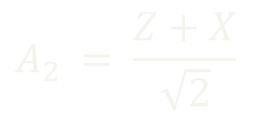 A₂ = (Z + X) / √2